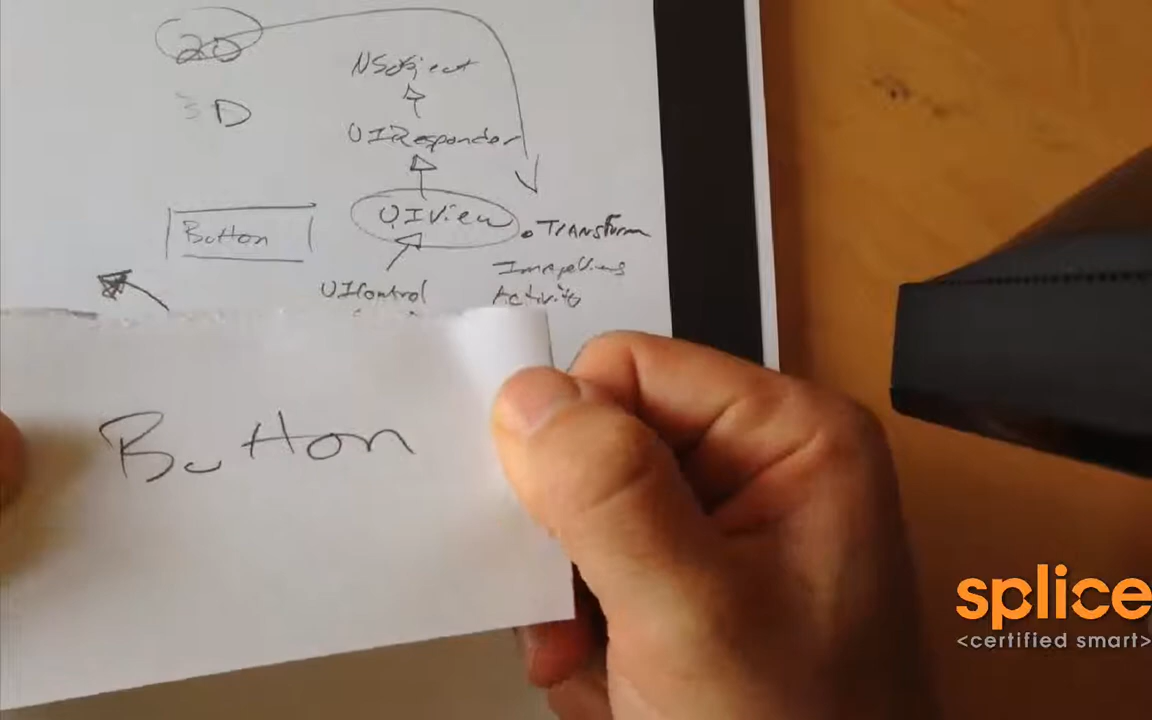 2D
3D
NSObject
UIResponder
UIView
.Transform
Button
ImageView
Activity
UIControl
Button
splice
<certified smart>